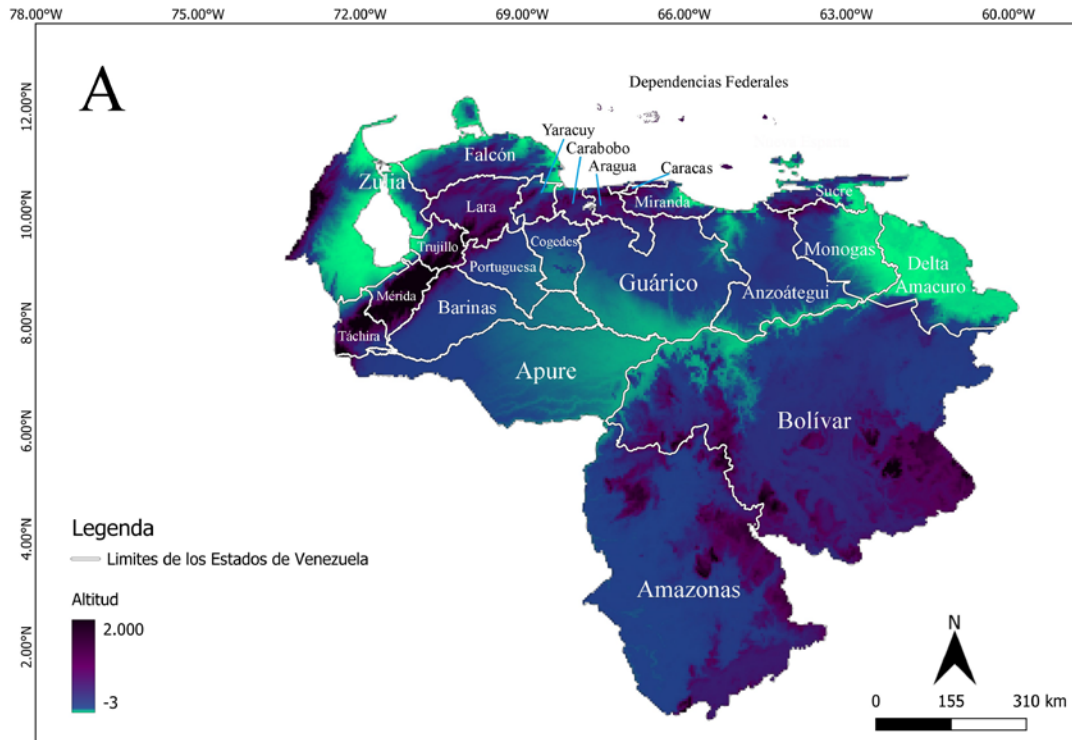 78.00°W 75.00°W 72.00°W 69.00°W 66.00°W 63.00°W 60.00°W
12.00°N
10.00°N
8.00°N
6.00°N
4.00°N
2.00°N
A
Dependencias Federales
Yaracuy
Carabobo
Aragua
Caracas
Falcón
Zulia
Lara
Miranda
Sucre
Trujillo
Cogedes
Monogas
Portuguesa
Guárico
Delta
Amacuro
Mérida
Barinas
Anzoátegui
Táchira
Apure
Bolívar
Amazonas
Legenda
Limites de los Estados de Venezuela
Altitud
2.000
-3
N
0 155 310 km